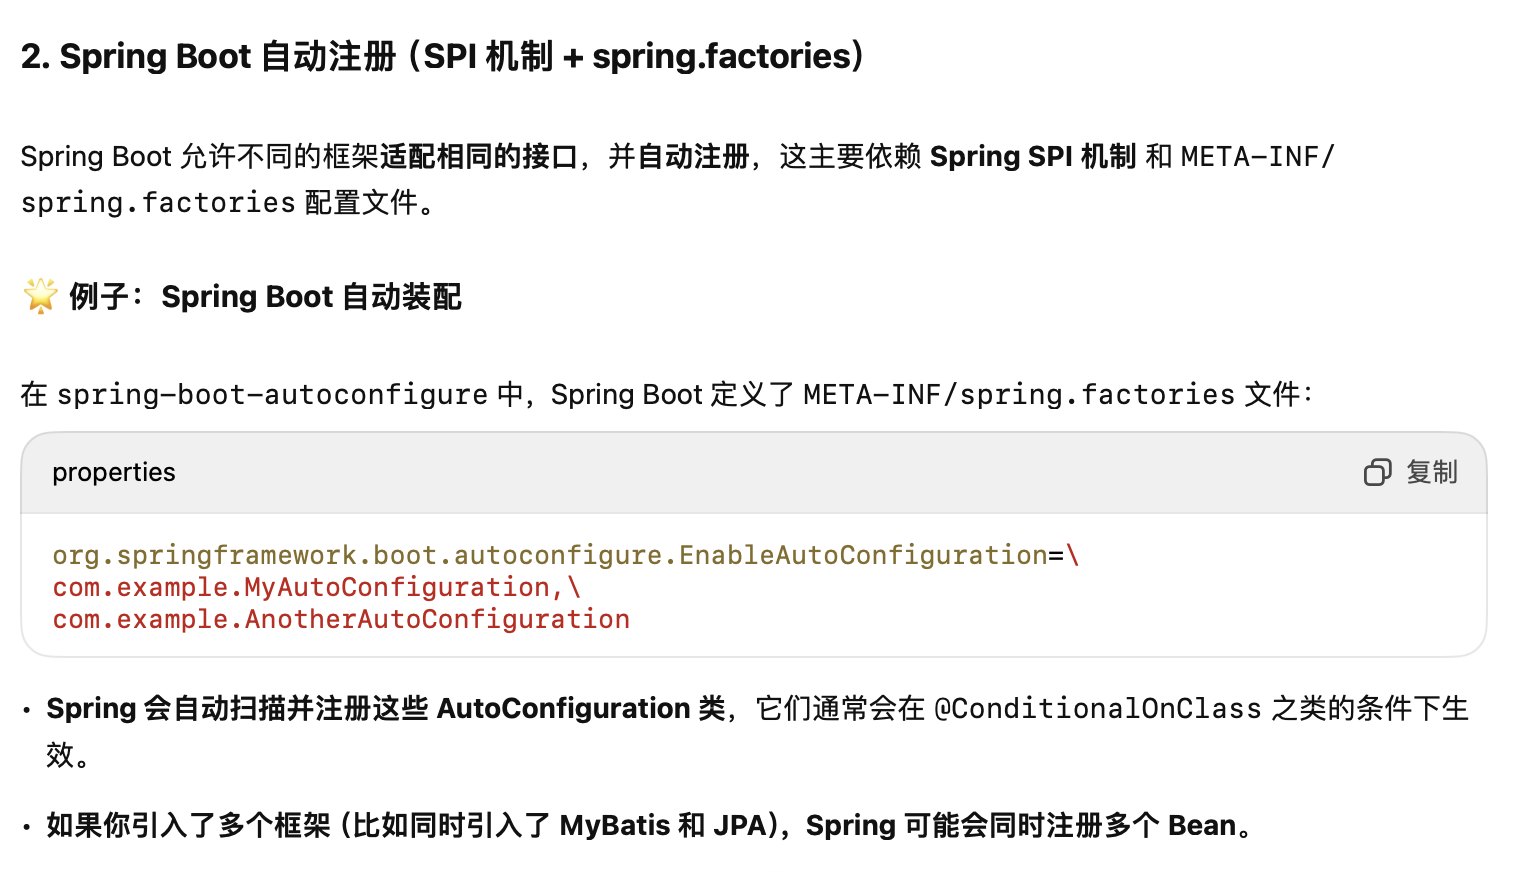 2. Spring Boot 自动注册（SPI 机制 + spring.factories）
Spring Boot 允许不同的框架适配相同的接口，并自动注册，这主要依赖 Spring SPI 机制 和 META-INF/
spring.factories 配置文件。
🌟 例子：Spring Boot 自动装配
在 spring-boot-autoconfigure 中，Spring Boot 定义了 META-INF/spring.factories 文件：
properties
复制
org.springframework.boot.autoconfigure.EnableAutoConfiguration=\
com.example.MyAutoConfiguration,\
com.example.AnotherAutoConfiguration
• Spring 会自动扫描并注册这些 AutoConfiguration 类，它们通常会在 @ConditionalOnClass 之类的条件下生
效。
• 如果你引入了多个框架（比如同时引入了 MyBatis 和 JPA），Spring 可能会同时注册多个 Bean。